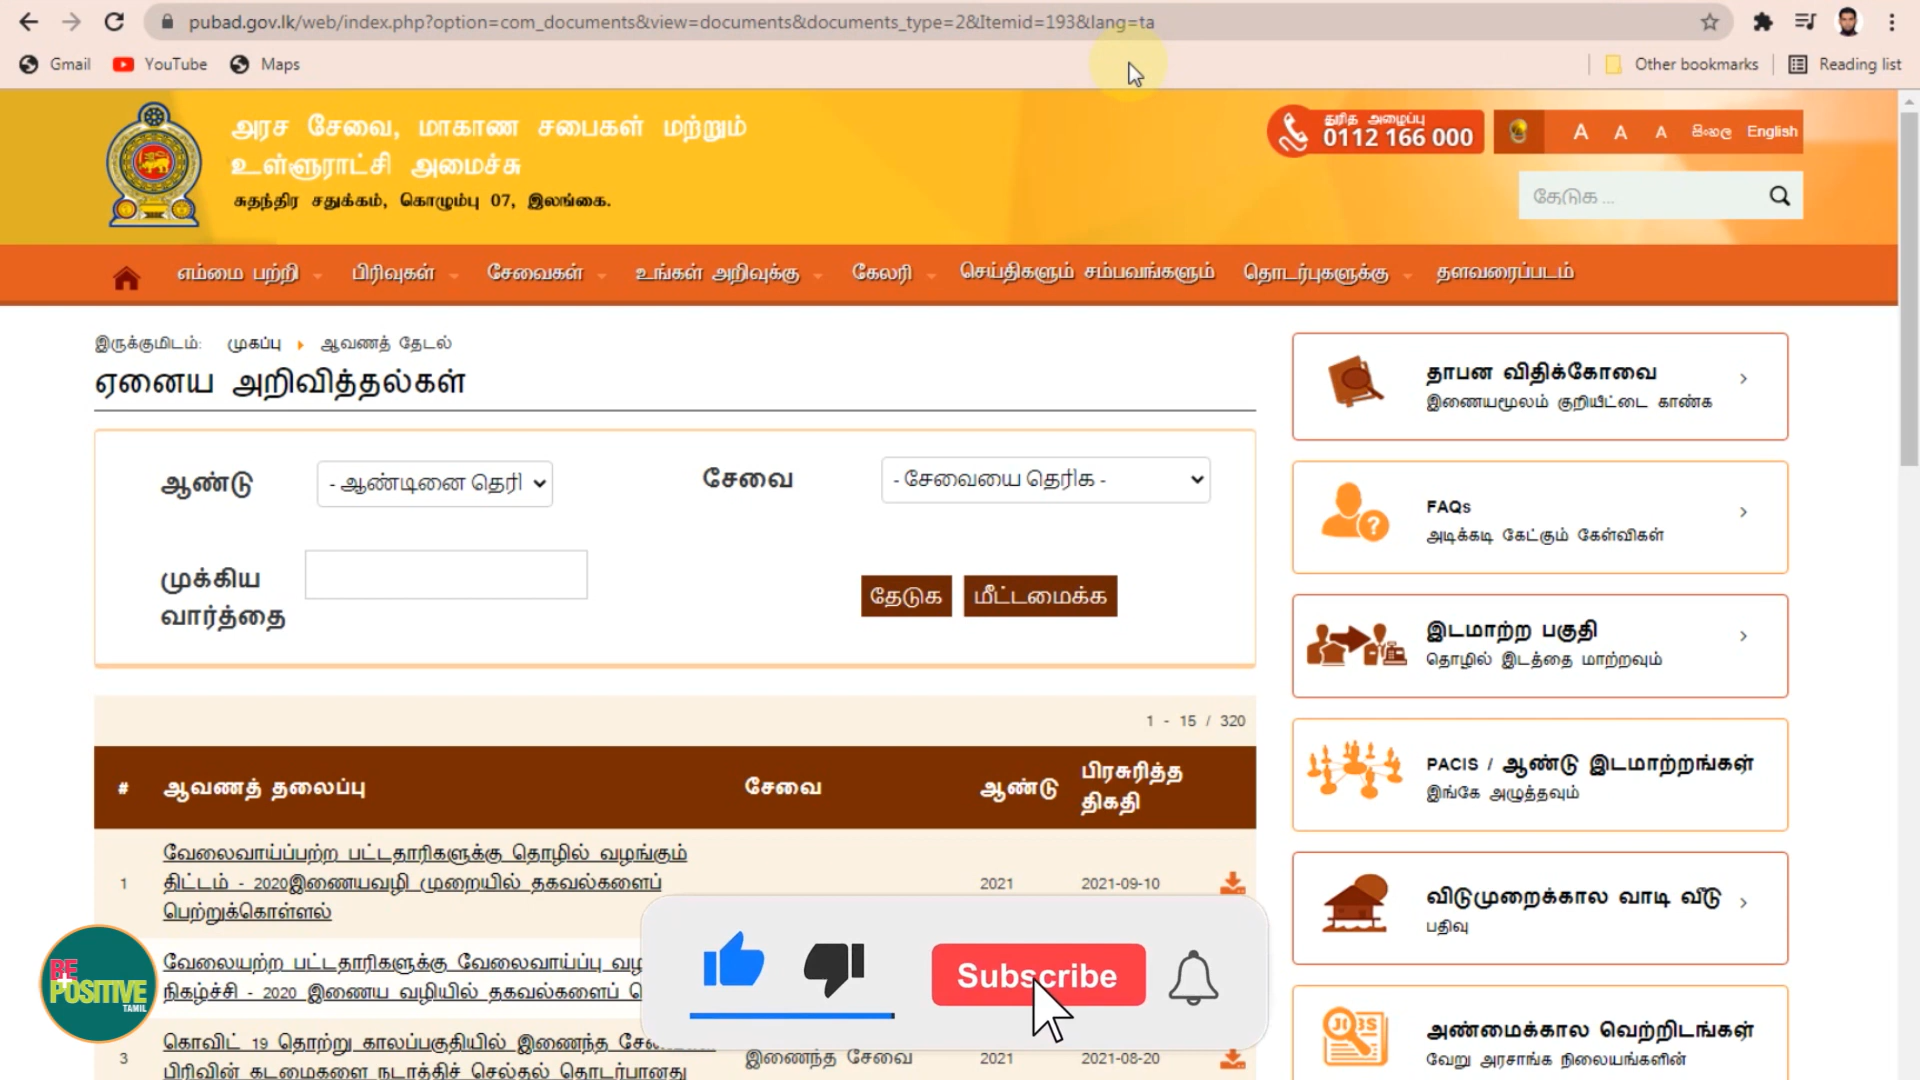 pubad.gov.lk/web/index.php?option=com_documents&view=documents&documents_type=2&Itemid=193&lang=ta
Gmail YouTube Maps Other bookmarks Reading list
அரச சேவை, மாகாண சபைகள் மற்றும்
உள்ளூராட்சி அமைச்சு
சுதந்திர சதுக்கம், கொழும்பு 07, இலங்கை.
துரித அழைப்பு
0112 166 000
A A A සිංහල English
தேடுக ...
எம்மை பற்றி பிரிவுகள் சேவைகள் உங்கள் அறிவுக்கு கேலரி செய்திகளும் சம்பவங்களும் தொடர்புகளுக்கு தளவரைப்படம்
இருக்குமிடம்: முகப்பு ஆவணத் தேடல்
ஏனைய அறிவித்தல்கள்
ஆண்டு - ஆண்டினை தெரி சேவை - சேவையை தெரிக -
முக்கிய
வார்த்தை
தேடுக மீட்டமைக்க
1 - 15 / 320
# ஆவணத் தலைப்பு சேவை ஆண்டு பிரசுரித்த
திகதி
வேலைவாய்ப்பற்ற பட்டதாரிகளுக்கு தொழில் வழங்கும்
1 திட்டம் - 2020இணையவழி முறையில் தகவல்களைப் 2021 2021-09-10
பெற்றுக்கொள்ளல்
வேலையற்ற பட்டதாரிகளுக்கு வேலைவாய்ப்பு வழ
நிகழ்ச்சி - 2020 இணைய வழியில் தகவல்களைப்
கொவிட் 19 தொற்று காலப்பகுதியில் இணைந்த
3 இணைந்த சேவை 2021 2021-08-20
பிரிவின் கடமைகளை நடாத்திச் செல்தல் தொடர்பானது
தாபன விதிக்கோவை
இணையமூலம் குறியீட்டை காண்க
FAQs
அடிக்கடி கேட்கும் கேள்விகள்
இடமாற்ற பகுதி
தொழில் இடத்தை மாற்றவும்
PACIS / ஆண்டு இடமாற்றங்கள்
இங்கே அழுத்தவும்
விடுமுறைக்கால வாடி வீடு
பதிவு
JOBS
அண்மைக்கால வெற்றிடங்கள்
வேறு அரசாங்க நிலையங்களின்
Subscribe
BE
POSITIVE
TAMIL